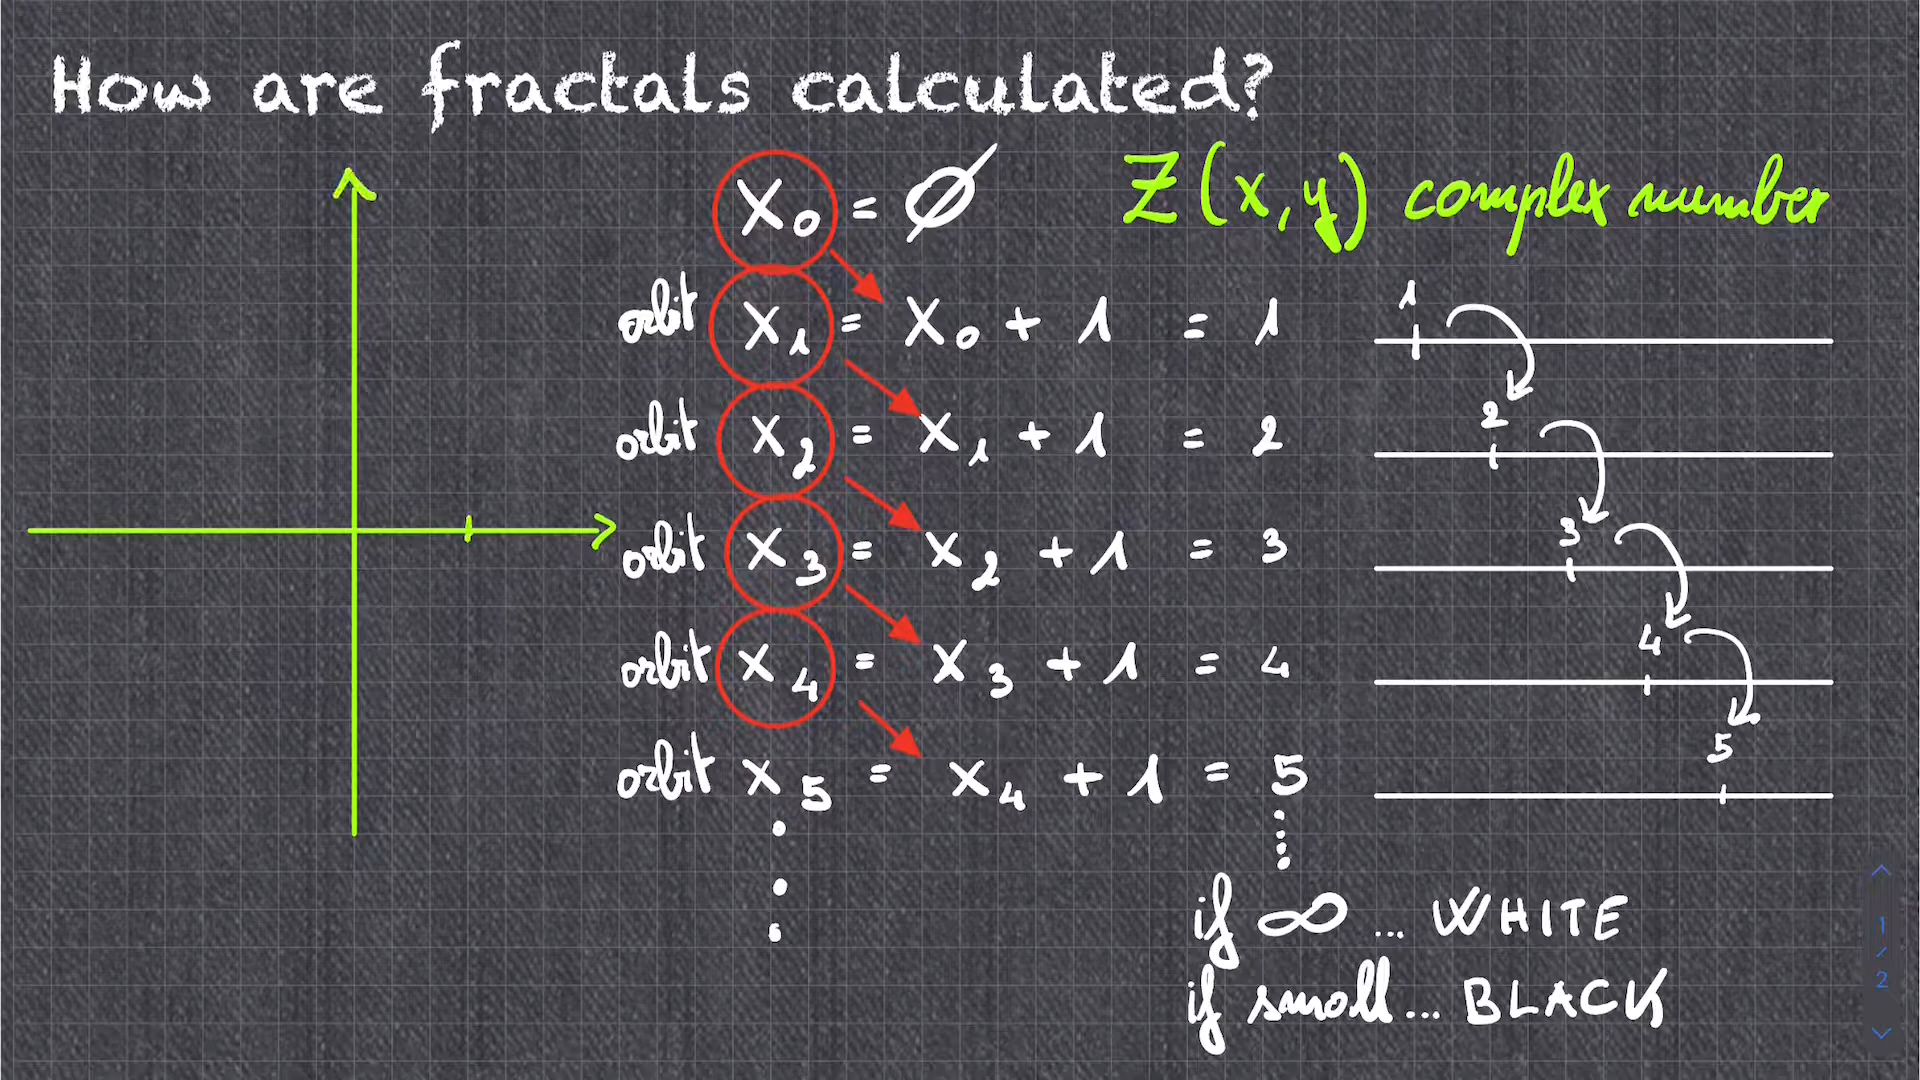 How are fractals calculated?
Z(x,y) complex number
X₀ = Ø
orbit X₁ = X₀ + 1 = 1
orbit X₂ = X₁ + 1 = 2
orbit X₃ = X₂ + 1 = 3
orbit X₄ = X₃ + 1 = 4
orbit X₅ = X₄ + 1 = 5
1
2
3
4
5
if ∞ ... WHITE
if small... BLACK
1
/
2